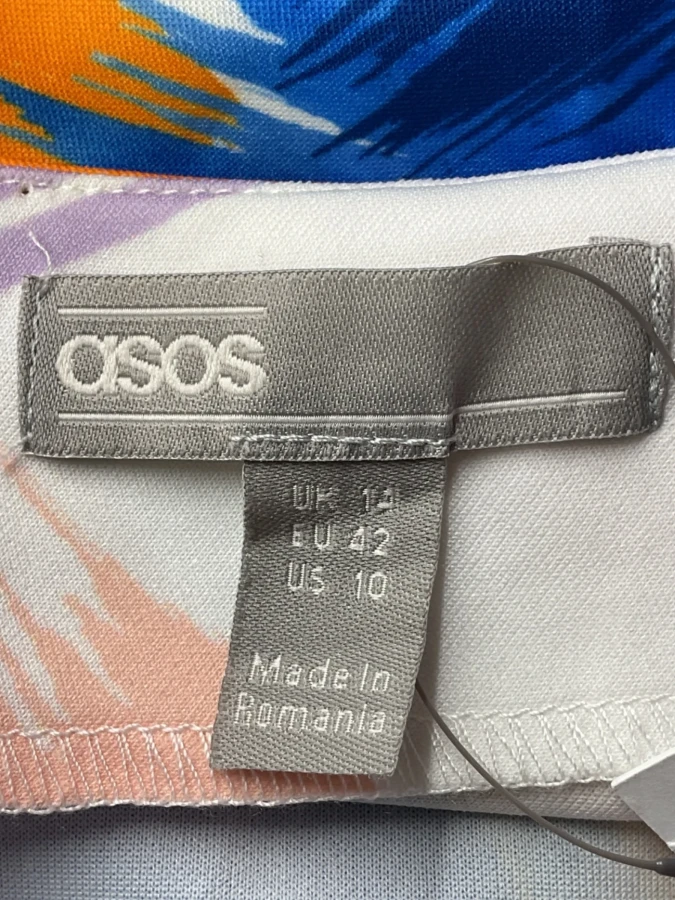 asos
UK 14
EU 42
US 10
Made In
Romania